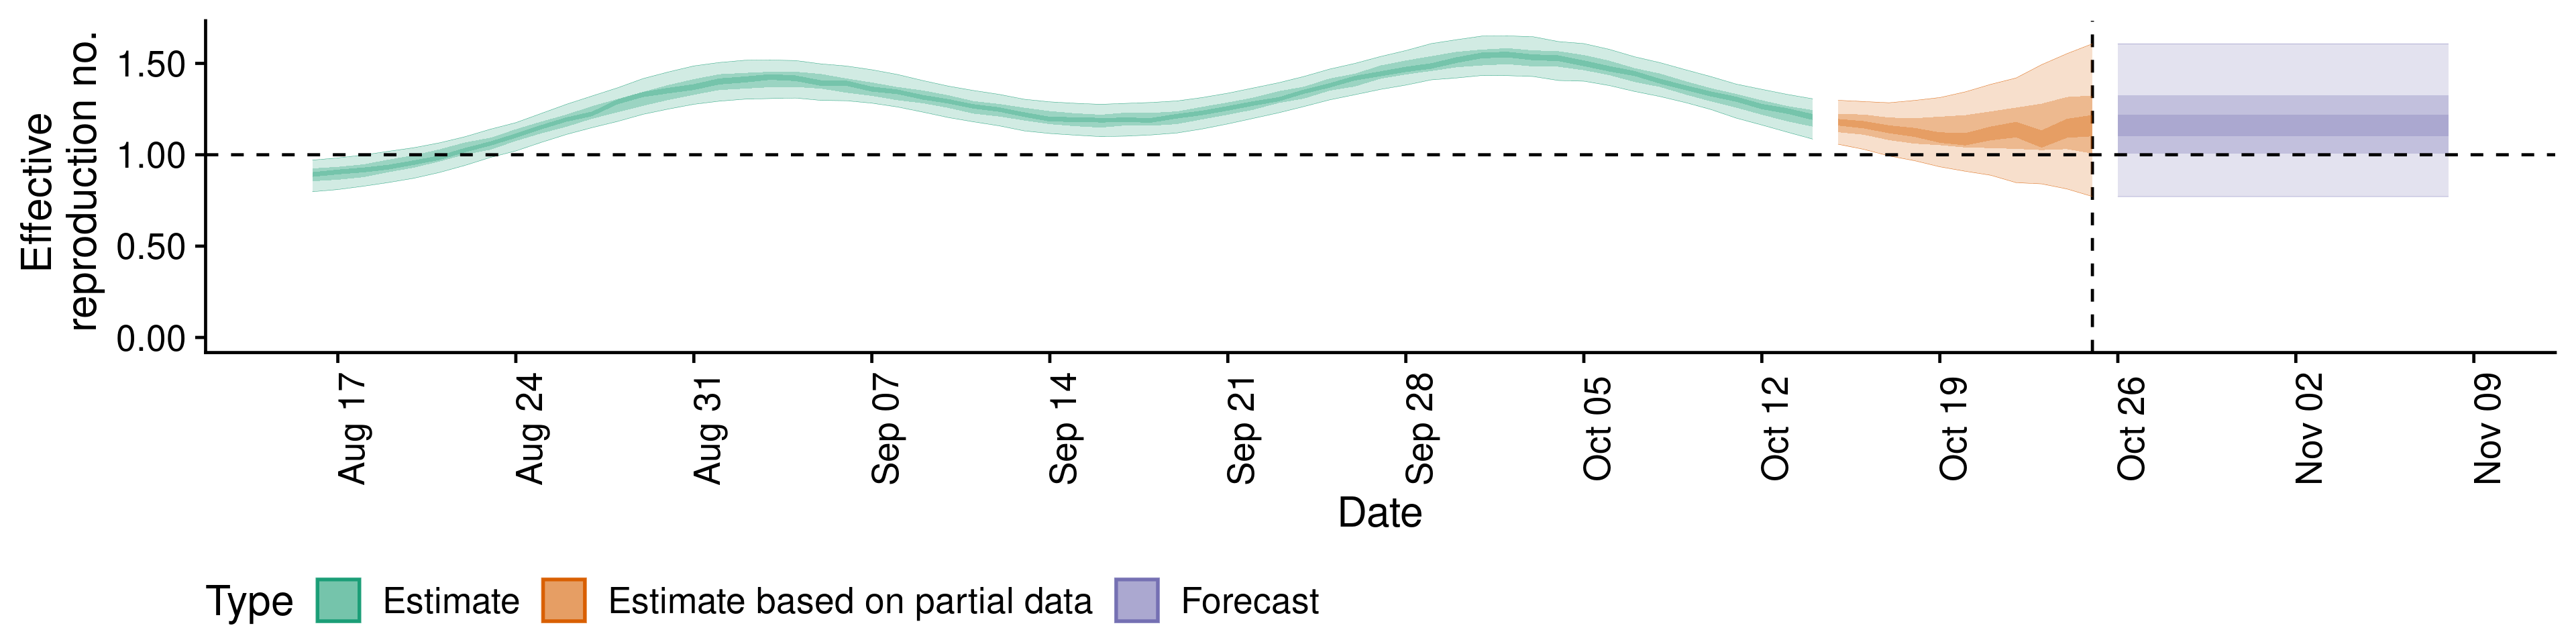 Effective
reproduction no.
1.50
1.00
0.50
0.00
Aug 17
Aug 24
Aug 31
Sep 07
Sep 14
Sep 21
Sep 28
Oct 05
Oct 12
Oct 19
Oct 26
Nov 02
Nov 09
Date
Type Estimate Estimate based on partial data Forecast